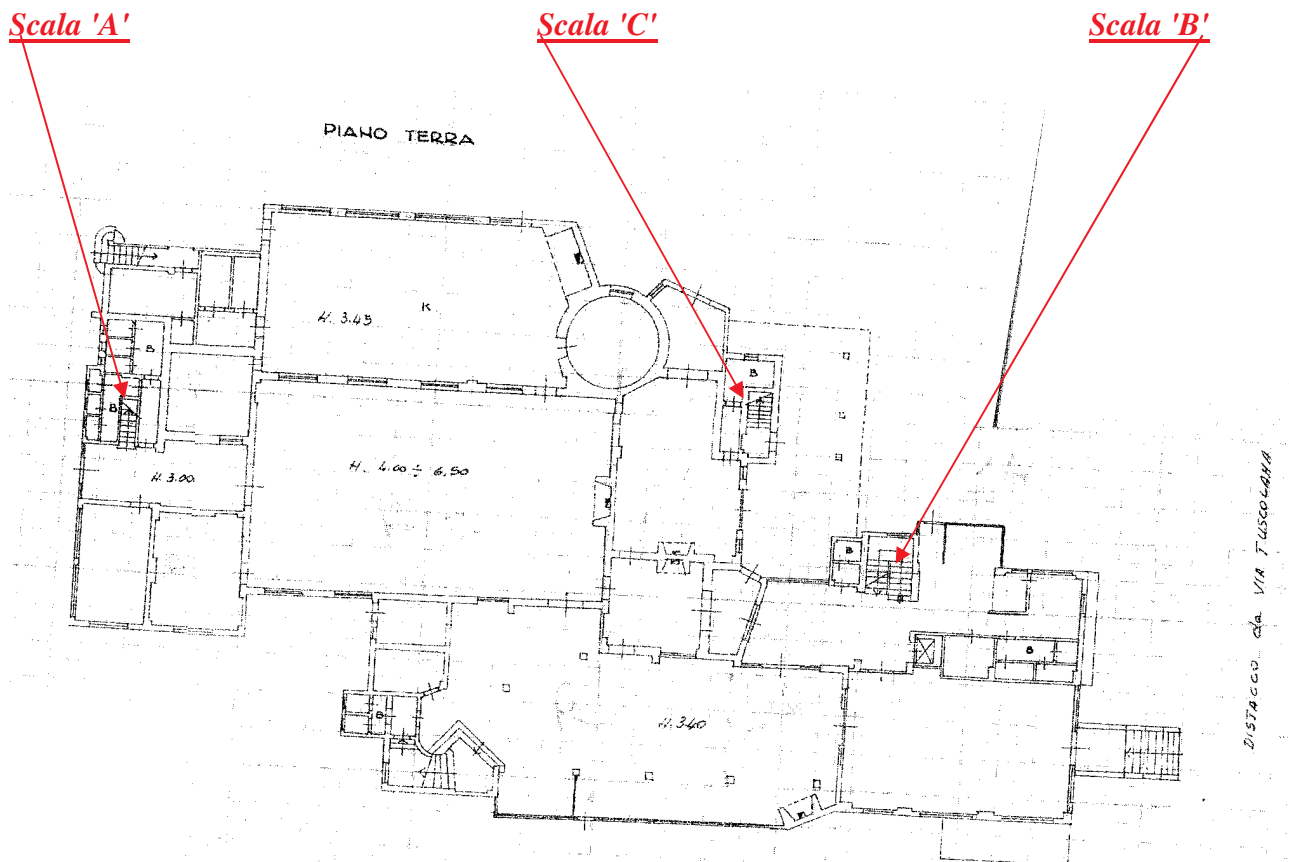 Scala 'A'
Scala 'C'
Scala 'B'
PIANO TERRA
H. 3.45
K
B
B
B
H. 4.00 ÷ 6.50
H. 3.00
B
B
B
H. 3.40
DISTACCO da VIA TUSCOLANA